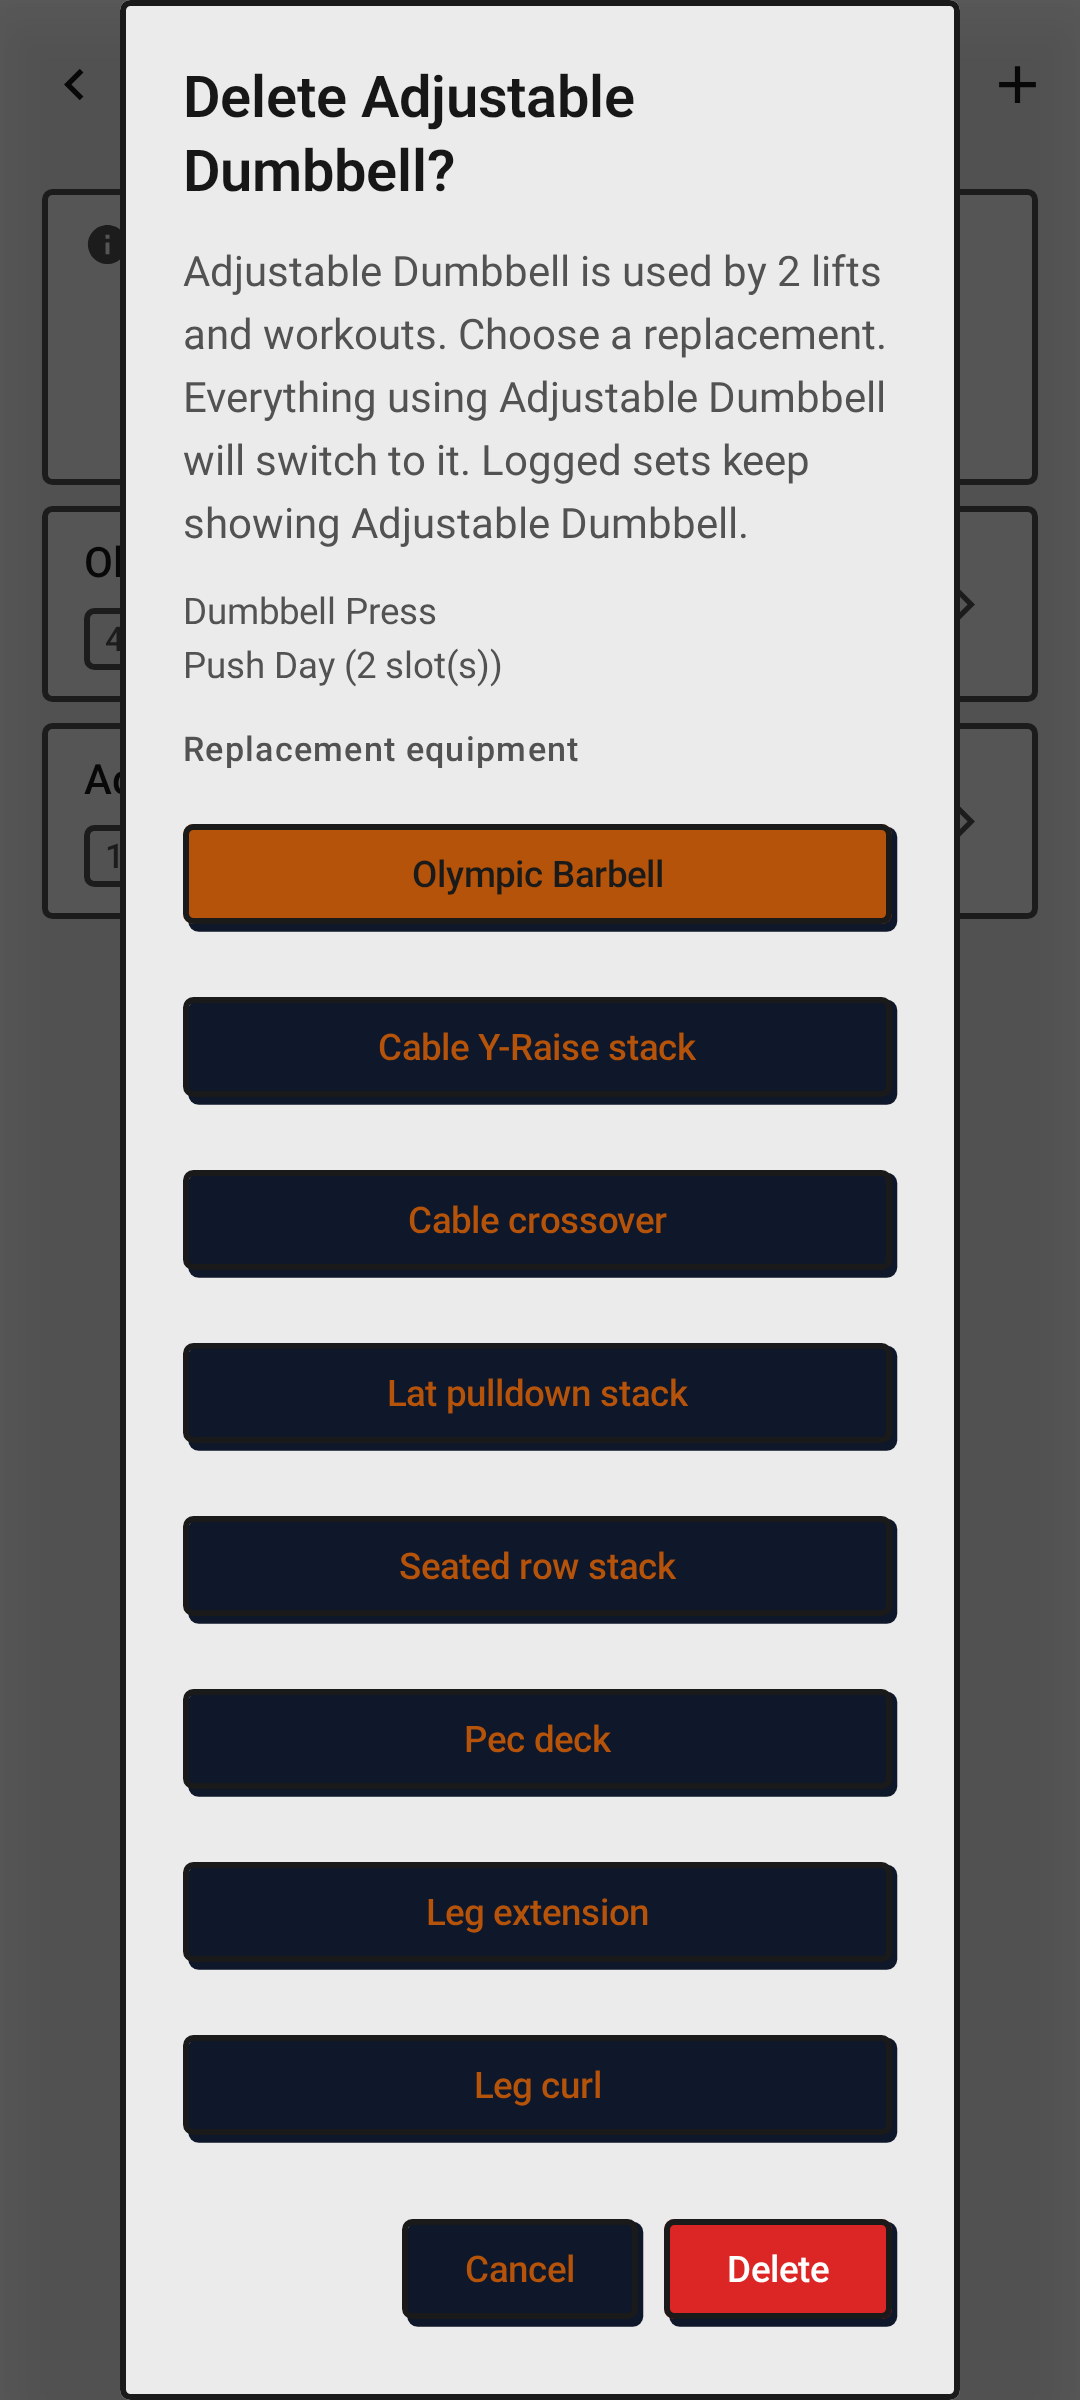 Delete Adjustable
Dumbbell?
Adjustable Dumbbell is used by 2 lifts
and workouts. Choose a replacement.
Everything using Adjustable Dumbbell
will switch to it. Logged sets keep
showing Adjustable Dumbbell.
Dumbbell Press
Push Day (2 slot(s))
Replacement equipment
Olympic Barbell
Cable Y-Raise stack
Cable crossover
Lat pulldown stack
Seated row stack
Pec deck
Leg extension
Leg curl
Cancel
Delete